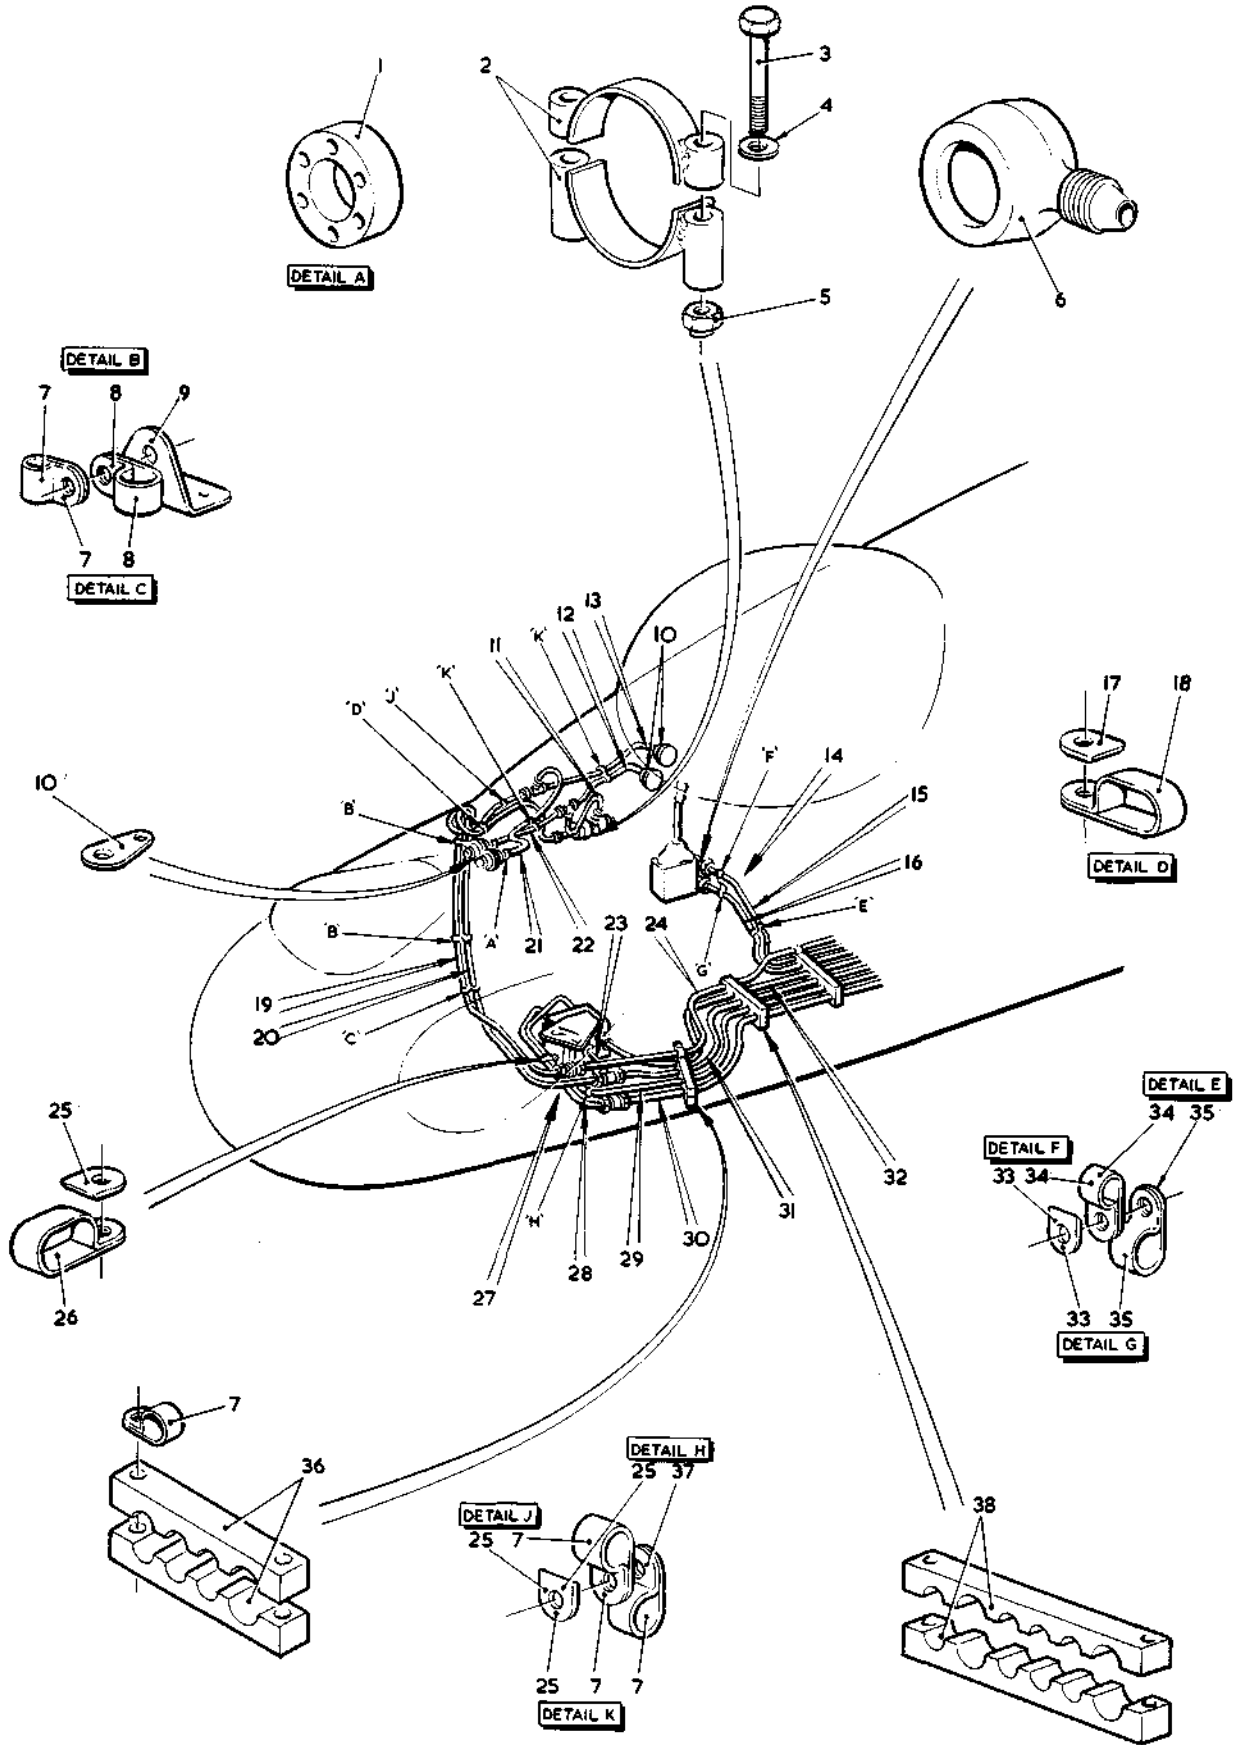 1
2
3
4
DETAIL A
5
6
DETAIL B
7 8 9
7 8
DETAIL C
'K' 12 13 10
11
'K'
'J'
'D'
17 18
'F' 14
10
'B'
15
DETAIL D
16
'E'
'B' 'A' 21 22 23 24
'G'
19
20
'C'
DETAIL E
25
34 35
DETAIL F
33 34
32
31
'H'
30
29
28
27
26
33 35
DETAIL G
7
DETAIL H
25 37
36
DETAIL J
25 7
38
25 7 7
DETAIL K